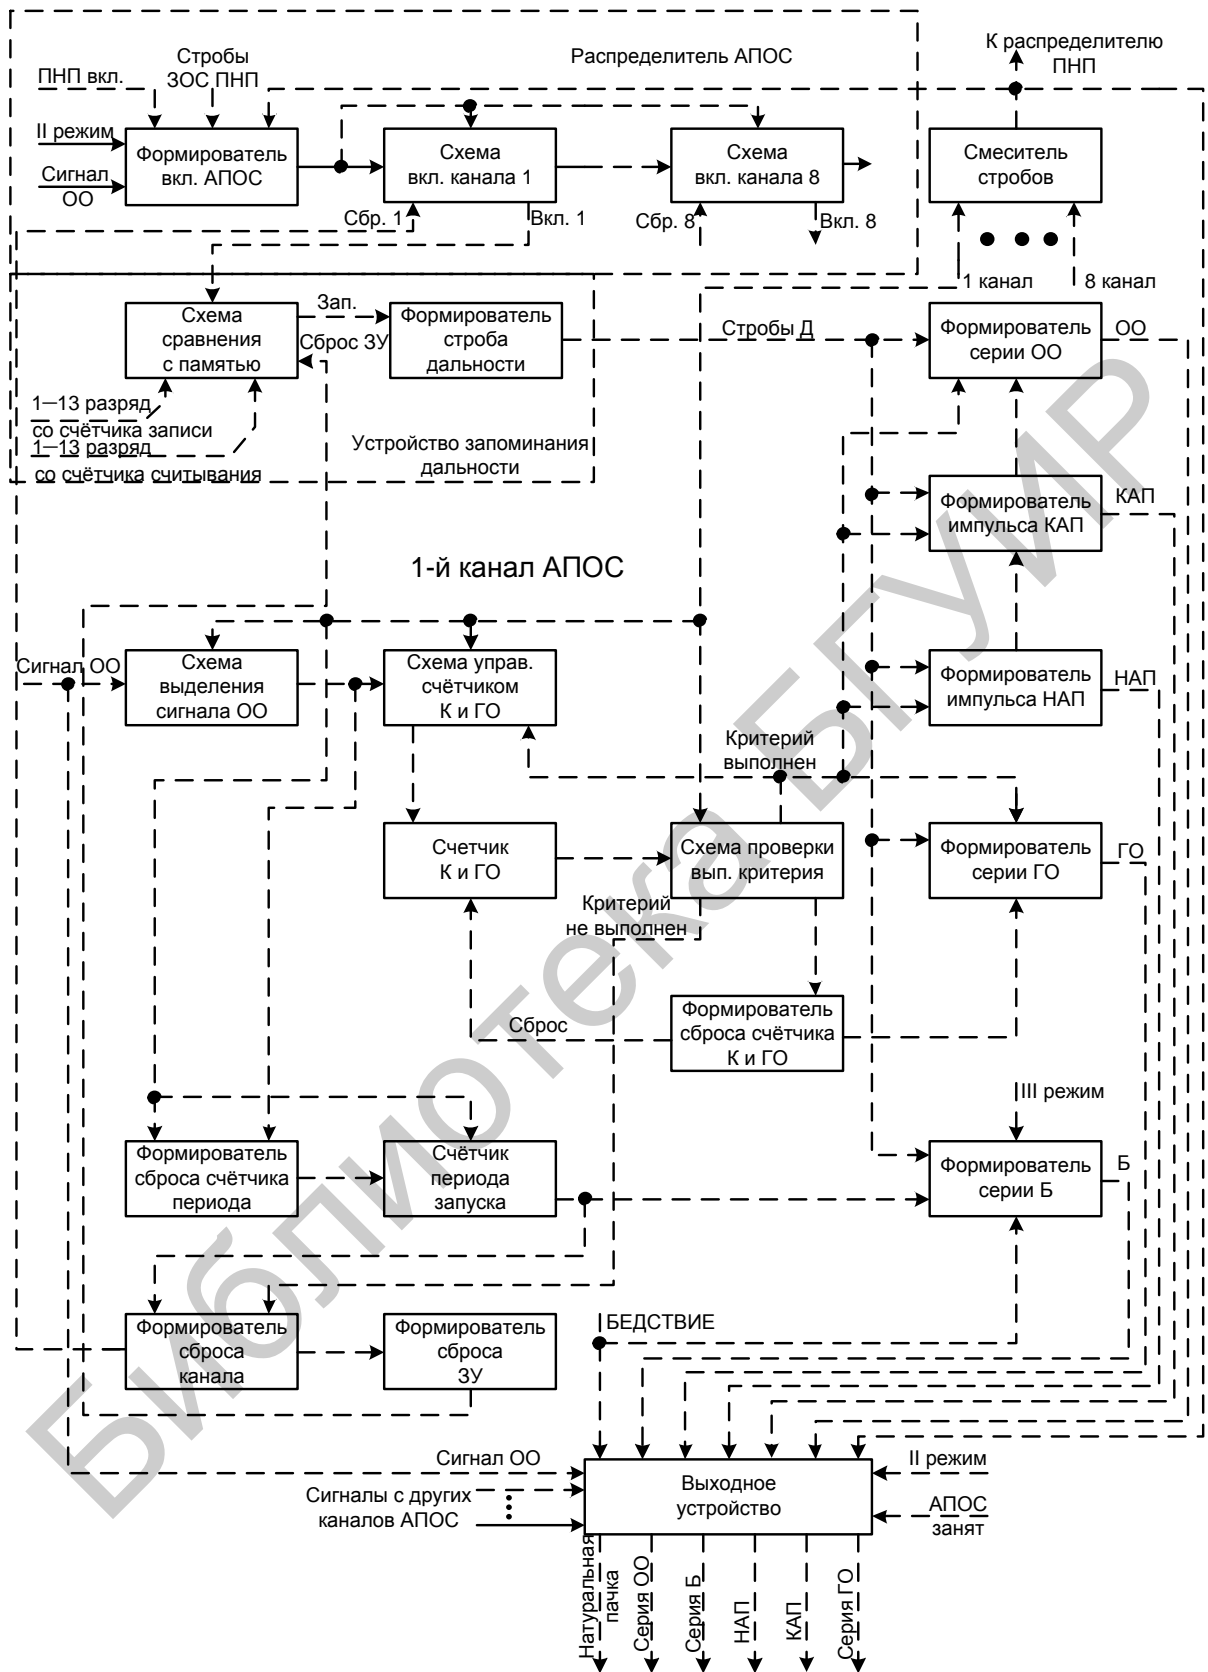 К распределителю
ПНП
Стробы
ЗОС ПНП
Распределитель АПОС
ПНП вкл.
II режим
Сигнал
ОО
Формирователь
вкл. АПОС
Схема
вкл. канала 1
Схема
вкл. канала 8
Смеситель
стробов
Сбр. 1
Вкл. 1
Сбр. 8
Вкл. 8
1 канал
8 канал
Схема
сравнения
с памятью
Зап.
Сброс ЗУ
Формирователь
строба
дальности
Стробы Д
Формирователь
серии ОО
ОО
1–13 разряд
со счётчика записи
1–13 разряд
со счётчика считывания
Устройство запоминания
дальности
Формирователь
импульса КАП
КАП
1-й канал АПОС
Сигнал ОО
Схема
выделения
сигнала ОО
Схема управ.
счётчиком
К и ГО
Формирователь
импульса НАП
НАП
Критерий
выполнен
Счетчик
К и ГО
Схема проверки
вып. критерия
Формирователь
серии ГО
ГО
Критерий
не выполнен
Сброс
Формирователь
сброса счётчика
К и ГО
III режим
Формирователь
сброса счётчика
периода
Счётчик
периода
запуска
Формирователь
серии Б
Б
Формирователь
сброса
канала
Формирователь
сброса
ЗУ
БЕДСТВИЕ
Сигнал ОО
Сигналы с других
каналов АПОС
Выходное
устройство
II режим
АПОС
занят
Натуральная
пачка
Серия ОО
Серия Б
НАП
КАП
Серия ГО
Библиотека БГУИР